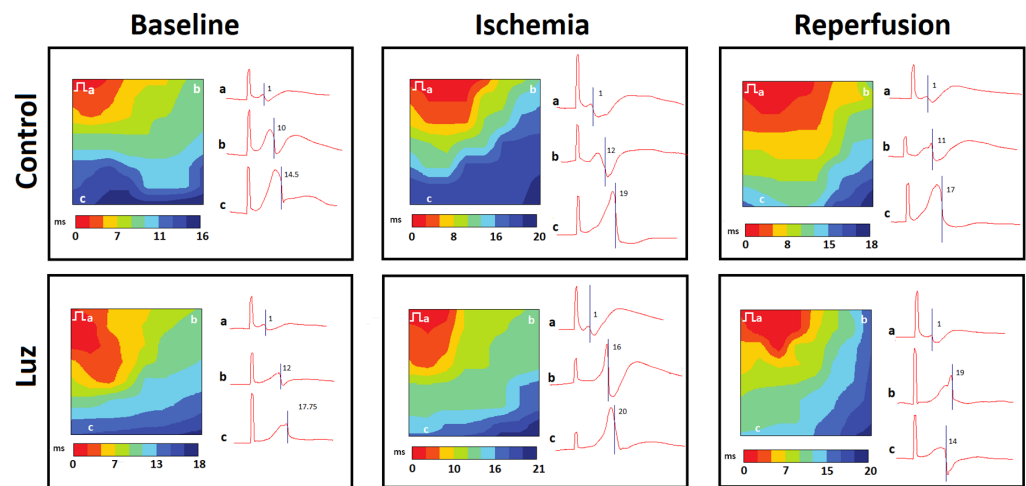 Baseline Ischemia Reperfusion
Control
a b c
a 1
b 10
c 14.5
ms 0 7 11 16
a b c
a 1
b 12
c 19
ms 0 8 16 20
a b c
a 1
b 11
c 17
ms 0 8 15 18
Luz
a b c
a 1
b 12
c 17.75
ms 0 7 13 18
a b c
a 1
b 16
c 20
ms 0 10 16 21
a b c
a 1
b 19
c 14
ms 0 7 15 20